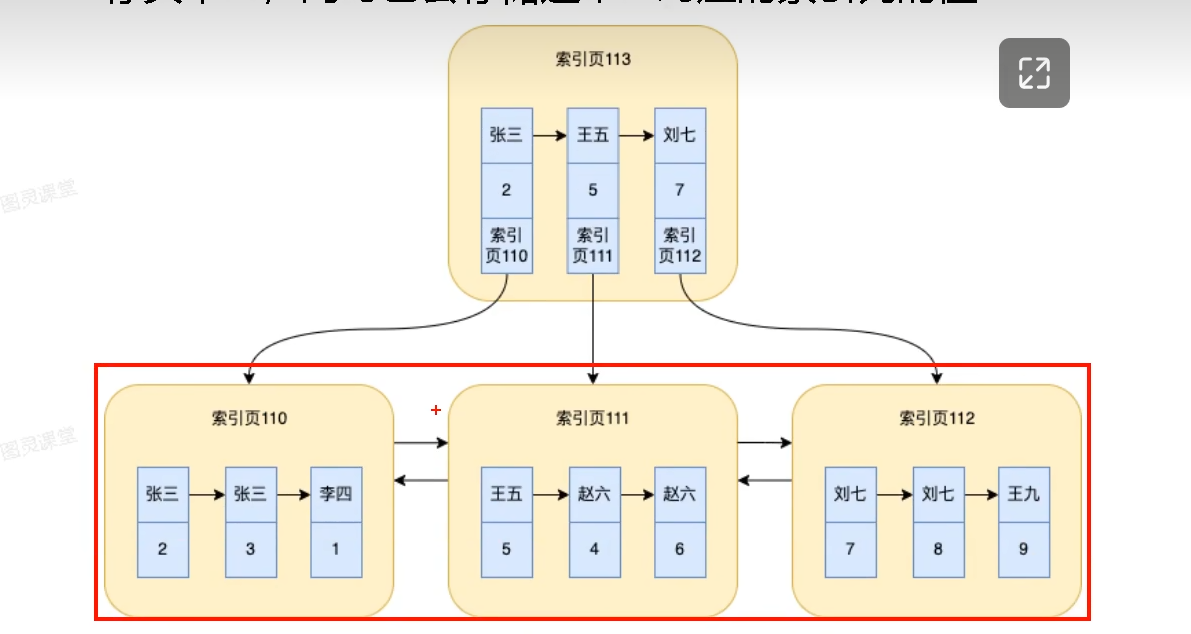 索引页113
张三 王五 刘七
2 5 7
索引 索引 索引
页110 页111 页112
图灵课堂
索引页110 索引页111 索引页112
图灵课堂
张三 张三 李四 王五 赵六 赵六 刘七 刘七 王九
2 3 1 5 4 6 7 8 9